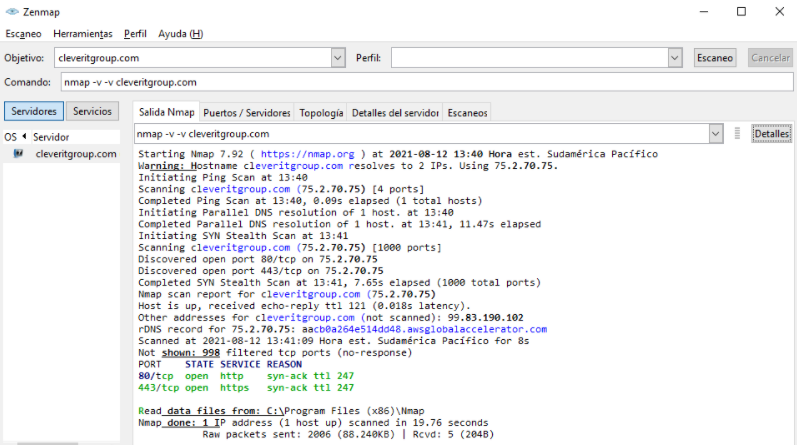 Zenmap
Escaneo Herramientas Perfil Ayuda (H)
Objetivo: cleveritgroup.com Perfil: Escaneo Cancelar
Comando: nmap -v -v cleveritgroup.com
Servidores Servicios Salida Nmap Puertos / Servidores Topología Detalles del servidor Escaneos
OS Servidor nmap -v -v cleveritgroup.com Detalles
cleveritgroup.com
Starting Nmap 7.92 ( https://nmap.org ) at 2021-08-12 13:40 Hora est. Sudamérica Pacífico
Warning: Hostname cleveritgroup.com resolves to 2 IPs. Using 75.2.70.75.
Initiating Ping Scan at 13:40
Scanning cleveritgroup.com (75.2.70.75) [4 ports]
Completed Ping Scan at 13:40, 0.09s elapsed (1 total hosts)
Initiating Parallel DNS resolution of 1 host. at 13:40
Completed Parallel DNS resolution of 1 host. at 13:41, 11.47s elapsed
Initiating SYN Stealth Scan at 13:41
Scanning cleveritgroup.com (75.2.70.75) [1000 ports]
Discovered open port 80/tcp on 75.2.70.75
Discovered open port 443/tcp on 75.2.70.75
Completed SYN Stealth Scan at 13:41, 7.65s elapsed (1000 total ports)
Nmap scan report for cleveritgroup.com (75.2.70.75)
Host is up, received echo-reply ttl 121 (0.018s latency).
Other addresses for cleveritgroup.com (not scanned): 99.83.190.102
rDNS record for 75.2.70.75: aacb0a264e514dd48.awsglobalaccelerator.com
Scanned at 2021-08-12 13:41:09 Hora est. Sudamérica Pacífico for 8s
Not shown: 998 filtered tcp ports (no-response)
PORT STATE SERVICE REASON
80/tcp open http syn-ack ttl 247
443/tcp open https syn-ack ttl 247
Read data files from: C:\Program Files (x86)\Nmap
Nmap done: 1 IP address (1 host up) scanned in 19.76 seconds
Raw packets sent: 2006 (88.240KB) | Rcvd: 5 (204B)